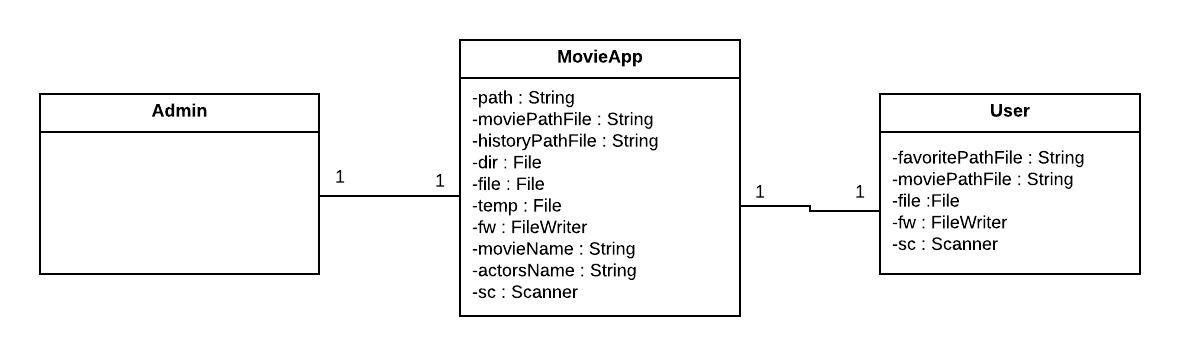 Admin
1
1
MovieApp
-path : String
-moviePathFile : String
-historyPathFile : String
-dir : File
-file : File
-temp : File
-fw : FileWriter
-movieName : String
-actorsName : String
-sc : Scanner
1
1
User
-favoritePathFile : String
-moviePathFile : String
-file :File
-fw : FileWriter
-sc : Scanner